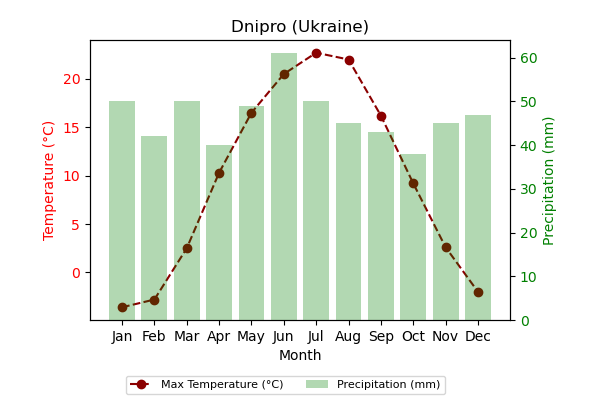 Dnipro (Ukraine)
20
15
10
5
0
Temperature (°C)
60
50
40
30
20
10
0
Precipitation (mm)
Jan Feb Mar Apr May Jun Jul Aug Sep Oct Nov Dec
Month
Max Temperature (°C) Precipitation (mm)